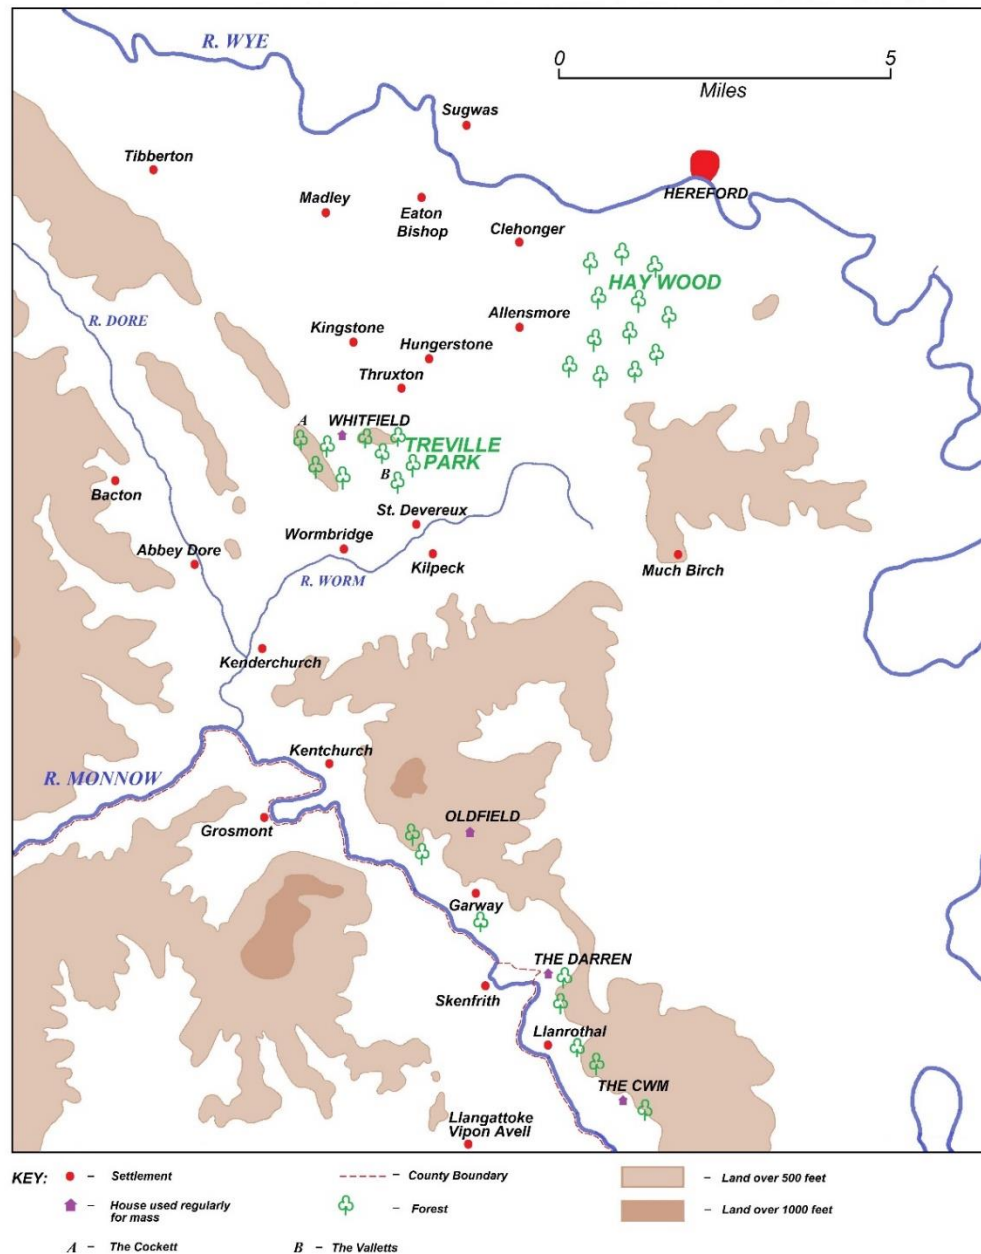 R. WYE
0 5
Miles
Sugwas
Tibberton
HEREFORD
Madley
Eaton
Bishop
Clehonger
HAY WOOD
R. DORE
Allensmore
Kingstone
Hungerstone
Thruxton
A
WHITFIELD
TREVILLE
PARK
B
Bacton
St. Devereux
Wormbridge
Abbey Dore
Kilpeck
Much Birch
R. WORM
Kenderchurch
Kentchurch
R. MONNOW
OLDFIELD
Grosmont
Garway
THE DARREN
Skenfrith
Llanrothal
THE CWM
Llangattoke
Vipon Avell
KEY: – Settlement
– County Boundary
– Land over 500 feet
– House used regularly
for mass
– Forest
– Land over 1000 feet
A – The Cockett
B – The Valletts